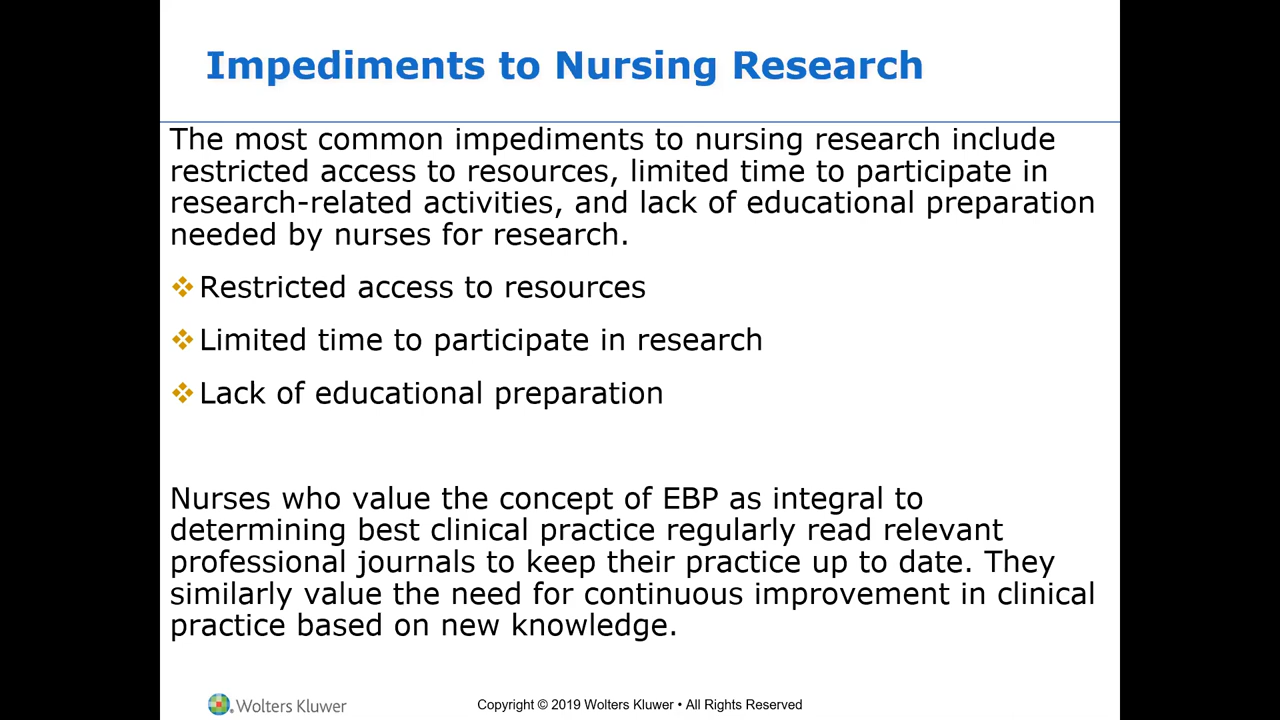 Impediments to Nursing Research
The most common impediments to nursing research include
restricted access to resources, limited time to participate in
research-related activities, and lack of educational preparation
needed by nurses for research.
❖Restricted access to resources
❖Limited time to participate in research
❖Lack of educational preparation
Nurses who value the concept of EBP as integral to
determining best clinical practice regularly read relevant
professional journals to keep their practice up to date. They
similarly value the need for continuous improvement in clinical
practice based on new knowledge.
Wolters Kluwer
Copyright © 2019 Wolters Kluwer • All Rights Reserved